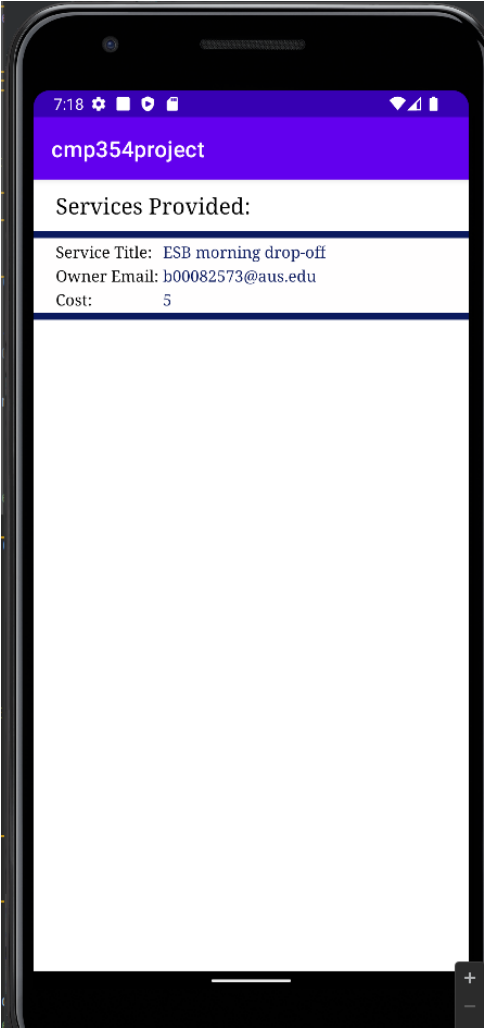 7:18
cmp354project
Services Provided:
Service Title: ESB morning drop-off
Owner Email: b00082573@aus.edu
Cost: 5